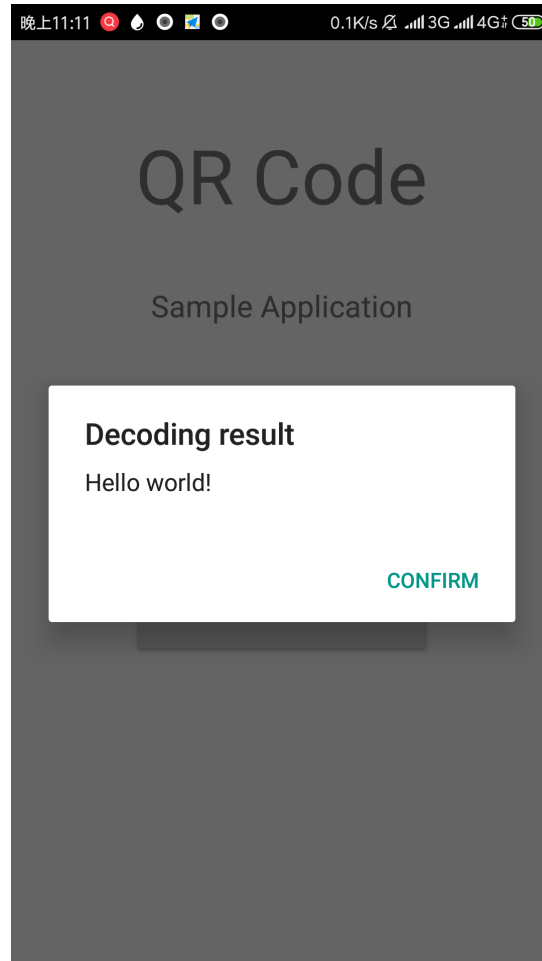 晚上11:11 0.1K/s 3G 4G 50
QR Code
Sample Application
Decoding result
Hello world!
CONFIRM